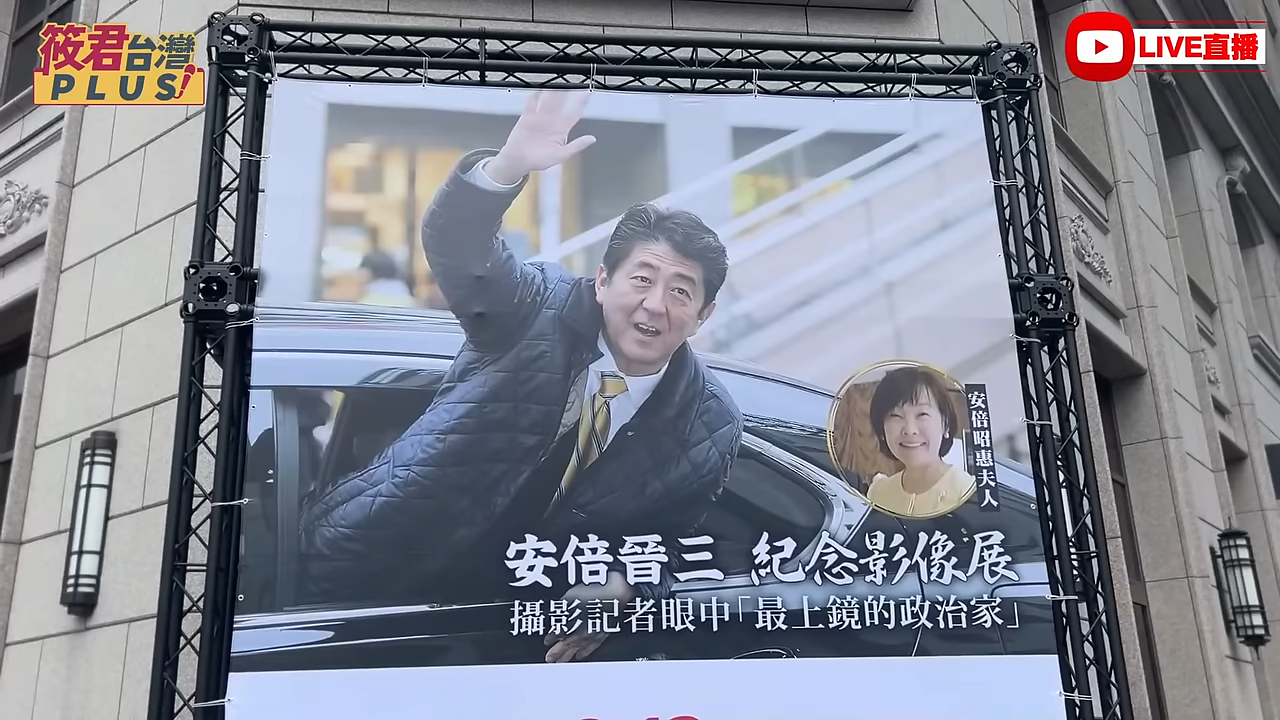 筱君台灣
PLUS!
LIVE直播
安倍昭惠夫人
安倍晉三 紀念影像展
攝影記者眼中「最上鏡的政治家」